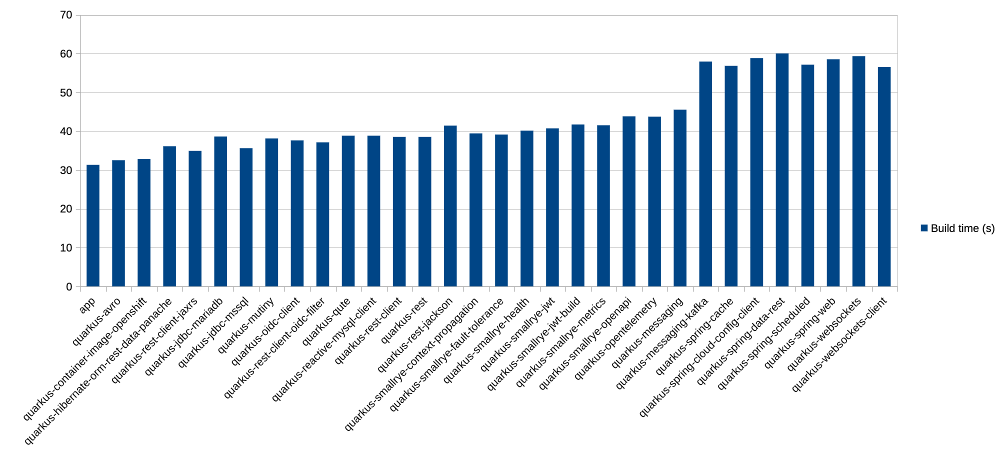 70
60
50
40
30
20
10
0
app
quarkus-avro
quarkus-container-image-openshift
quarkus-hibernate-orm-rest-data-panache
quarkus-rest-client-jaxrs
quarkus-jdbc-mariadb
quarkus-jdbc-mssql
quarkus-mutiny
quarkus-oidc-client
quarkus-rest-client-oidc-filter
quarkus-qute
quarkus-reactive-mysql-client
quarkus-rest-client
quarkus-rest
quarkus-rest-jackson
quarkus-smallrye-context-propagation
quarkus-smallrye-fault-tolerance
quarkus-smallrye-health
quarkus-smallrye-jwt
quarkus-smallrye-jwt-build
quarkus-smallrye-metrics
quarkus-smallrye-openapi
quarkus-opentelemetry
quarkus-messaging
quarkus-messaging-kafka
quarkus-spring-cache
quarkus-spring-cloud-config-client
quarkus-spring-data-rest
quarkus-spring-scheduled
quarkus-spring-web
quarkus-websockets
quarkus-websockets-client
Build time (s)